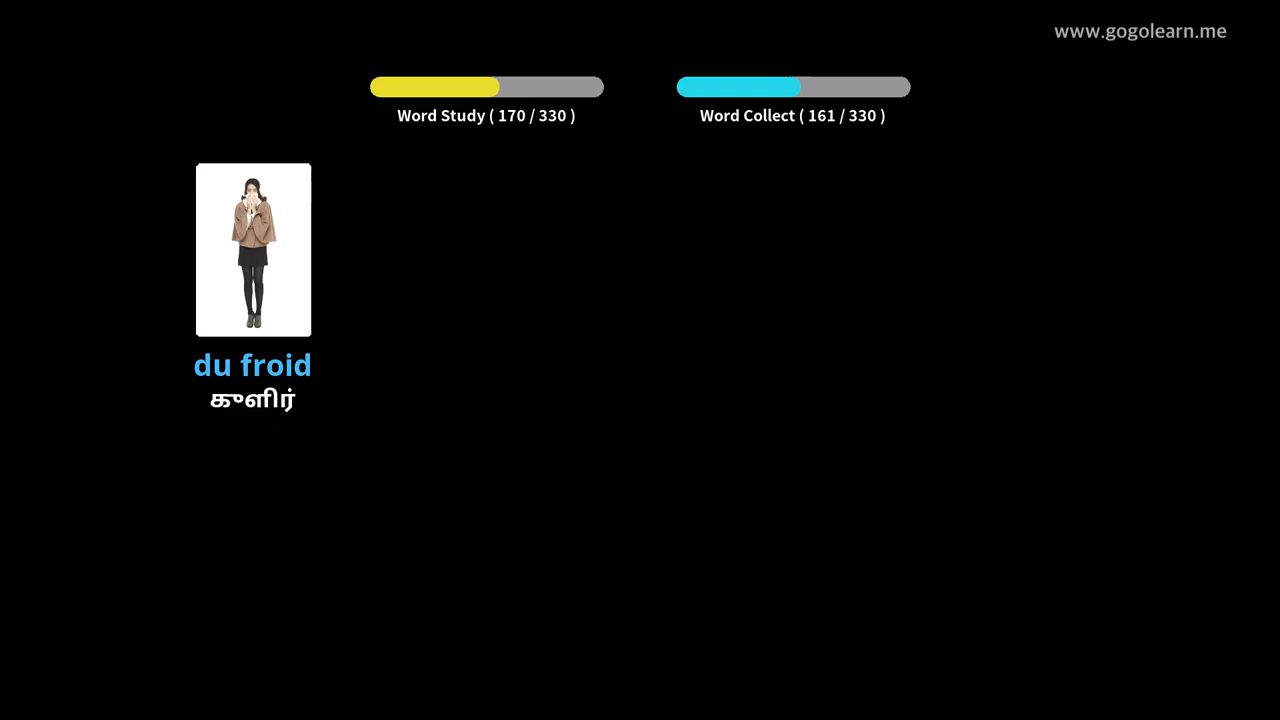 www.gogolearn.me
Word Study ( 170 / 330 )
Word Collect ( 161 / 330 )
du froid
குளிர்